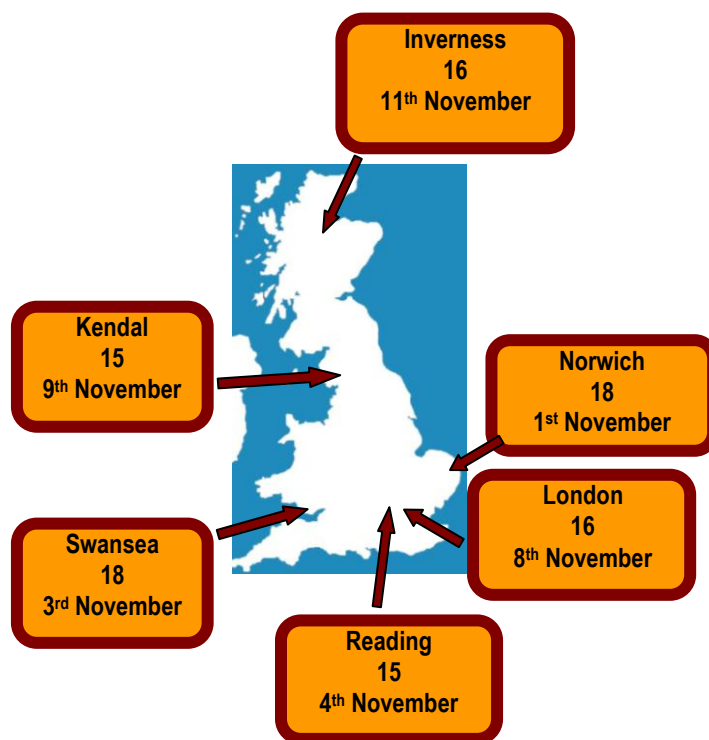 Inverness
16
11th November
Kendal
15
9th November
Norwich
18
1st November
London
16
8th November
Swansea
18
3rd November
Reading
15
4th November